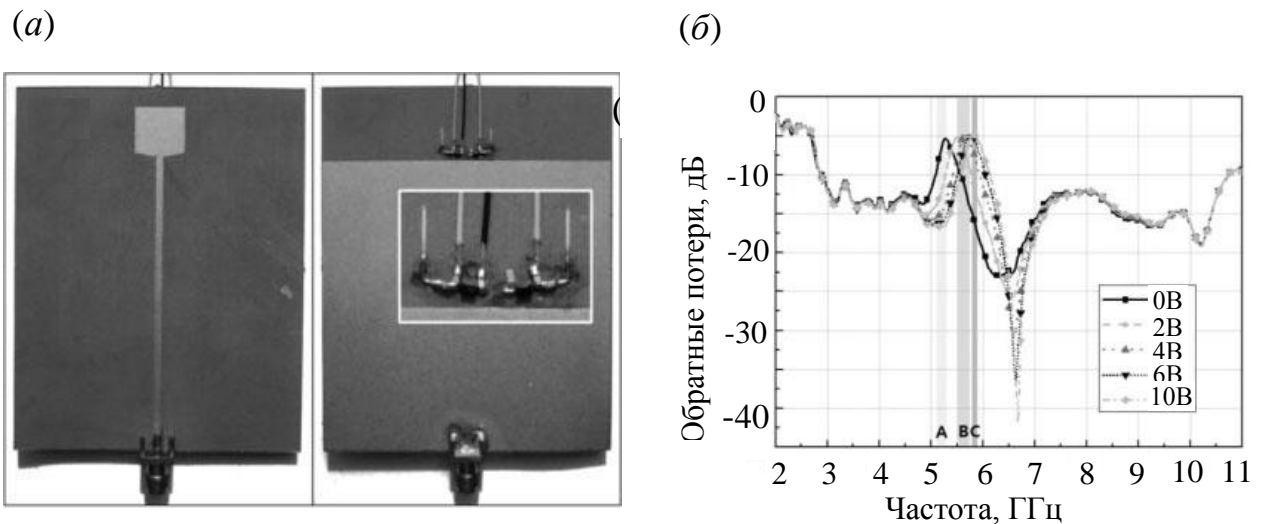 (а)
(б)
Обратные потери, дБ
0
-10
-20
-30
-40
0В
2В
4В
6В
10В
A BC
2 3 4 5 6 7 8 9 10 11
Частота, ГГц